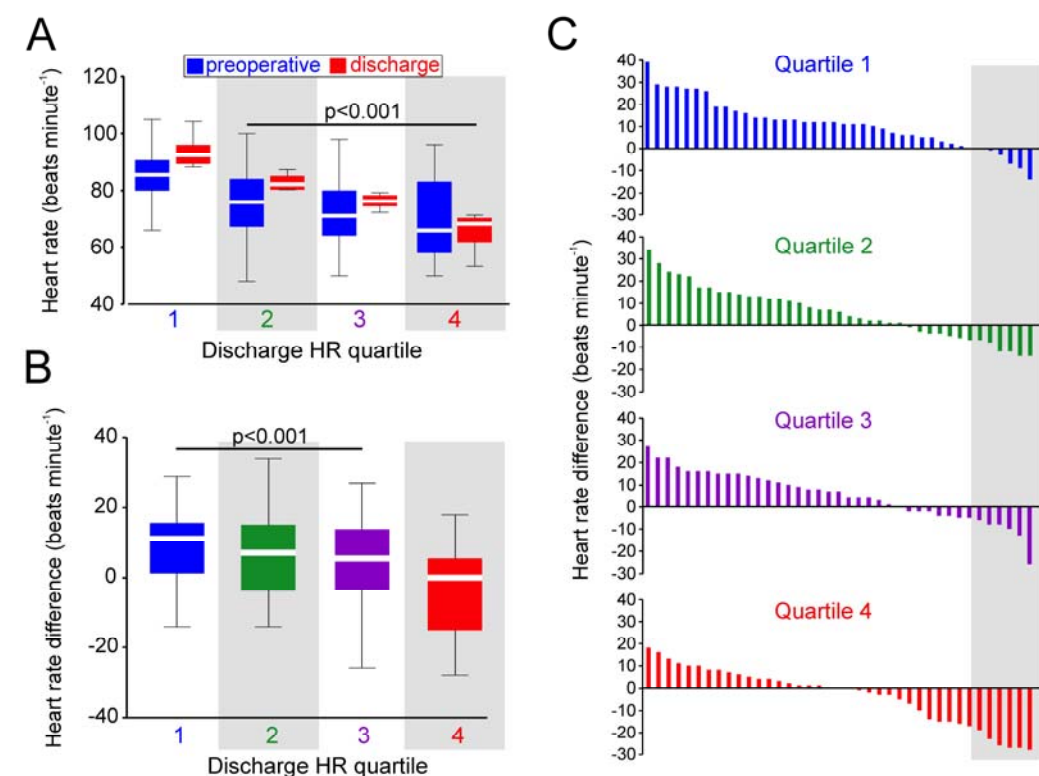 A
preoperative discharge
Heart rate (beats minute⁻¹)
120
100
80
60
40
p<0.001
1 2 3 4
Discharge HR quartile
B
Heart rate difference (beats minute⁻¹)
40
20
0
-20
-40
p<0.001
1 2 3 4
Discharge HR quartile
C
Heart rate difference (beats minute⁻¹)
Quartile 1
40
30
20
10
0
-10
-20
-30
Quartile 2
40
30
20
10
0
-10
-20
-30
Quartile 3
40
30
20
10
0
-10
-20
-30
Quartile 4
40
30
20
10
0
-10
-20
-30